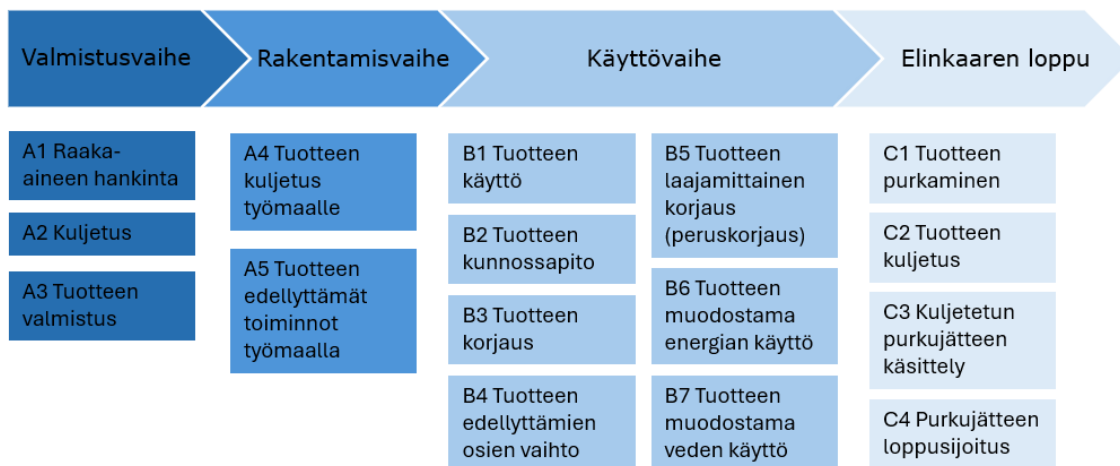 Valmistusvaihe
Rakentamisvaihe
Käyttövaihe
Elinkaaren loppu
A1 Raaka-
aineen hankinta
A2 Kuljetus
A3 Tuotteen
valmistus
A4 Tuotteen
kuljetus
työmaalle
A5 Tuotteen
edellyttämät
toiminnot
työmaalla
B1 Tuotteen
käyttö
B2 Tuotteen
kunnossapito
B3 Tuotteen
korjaus
B4 Tuotteen
edellyttämien
osien vaihto
B5 Tuotteen
laajamittainen
korjaus
(peruskorjaus)
B6 Tuotteen
muodostama
energian käyttö
B7 Tuotteen
muodostama
veden käyttö
C1 Tuotteen
purkaminen
C2 Tuotteen
kuljetus
C3 Kuljetetun
purkujätteen
käsittely
C4 Purkujätteen
loppusijoitus